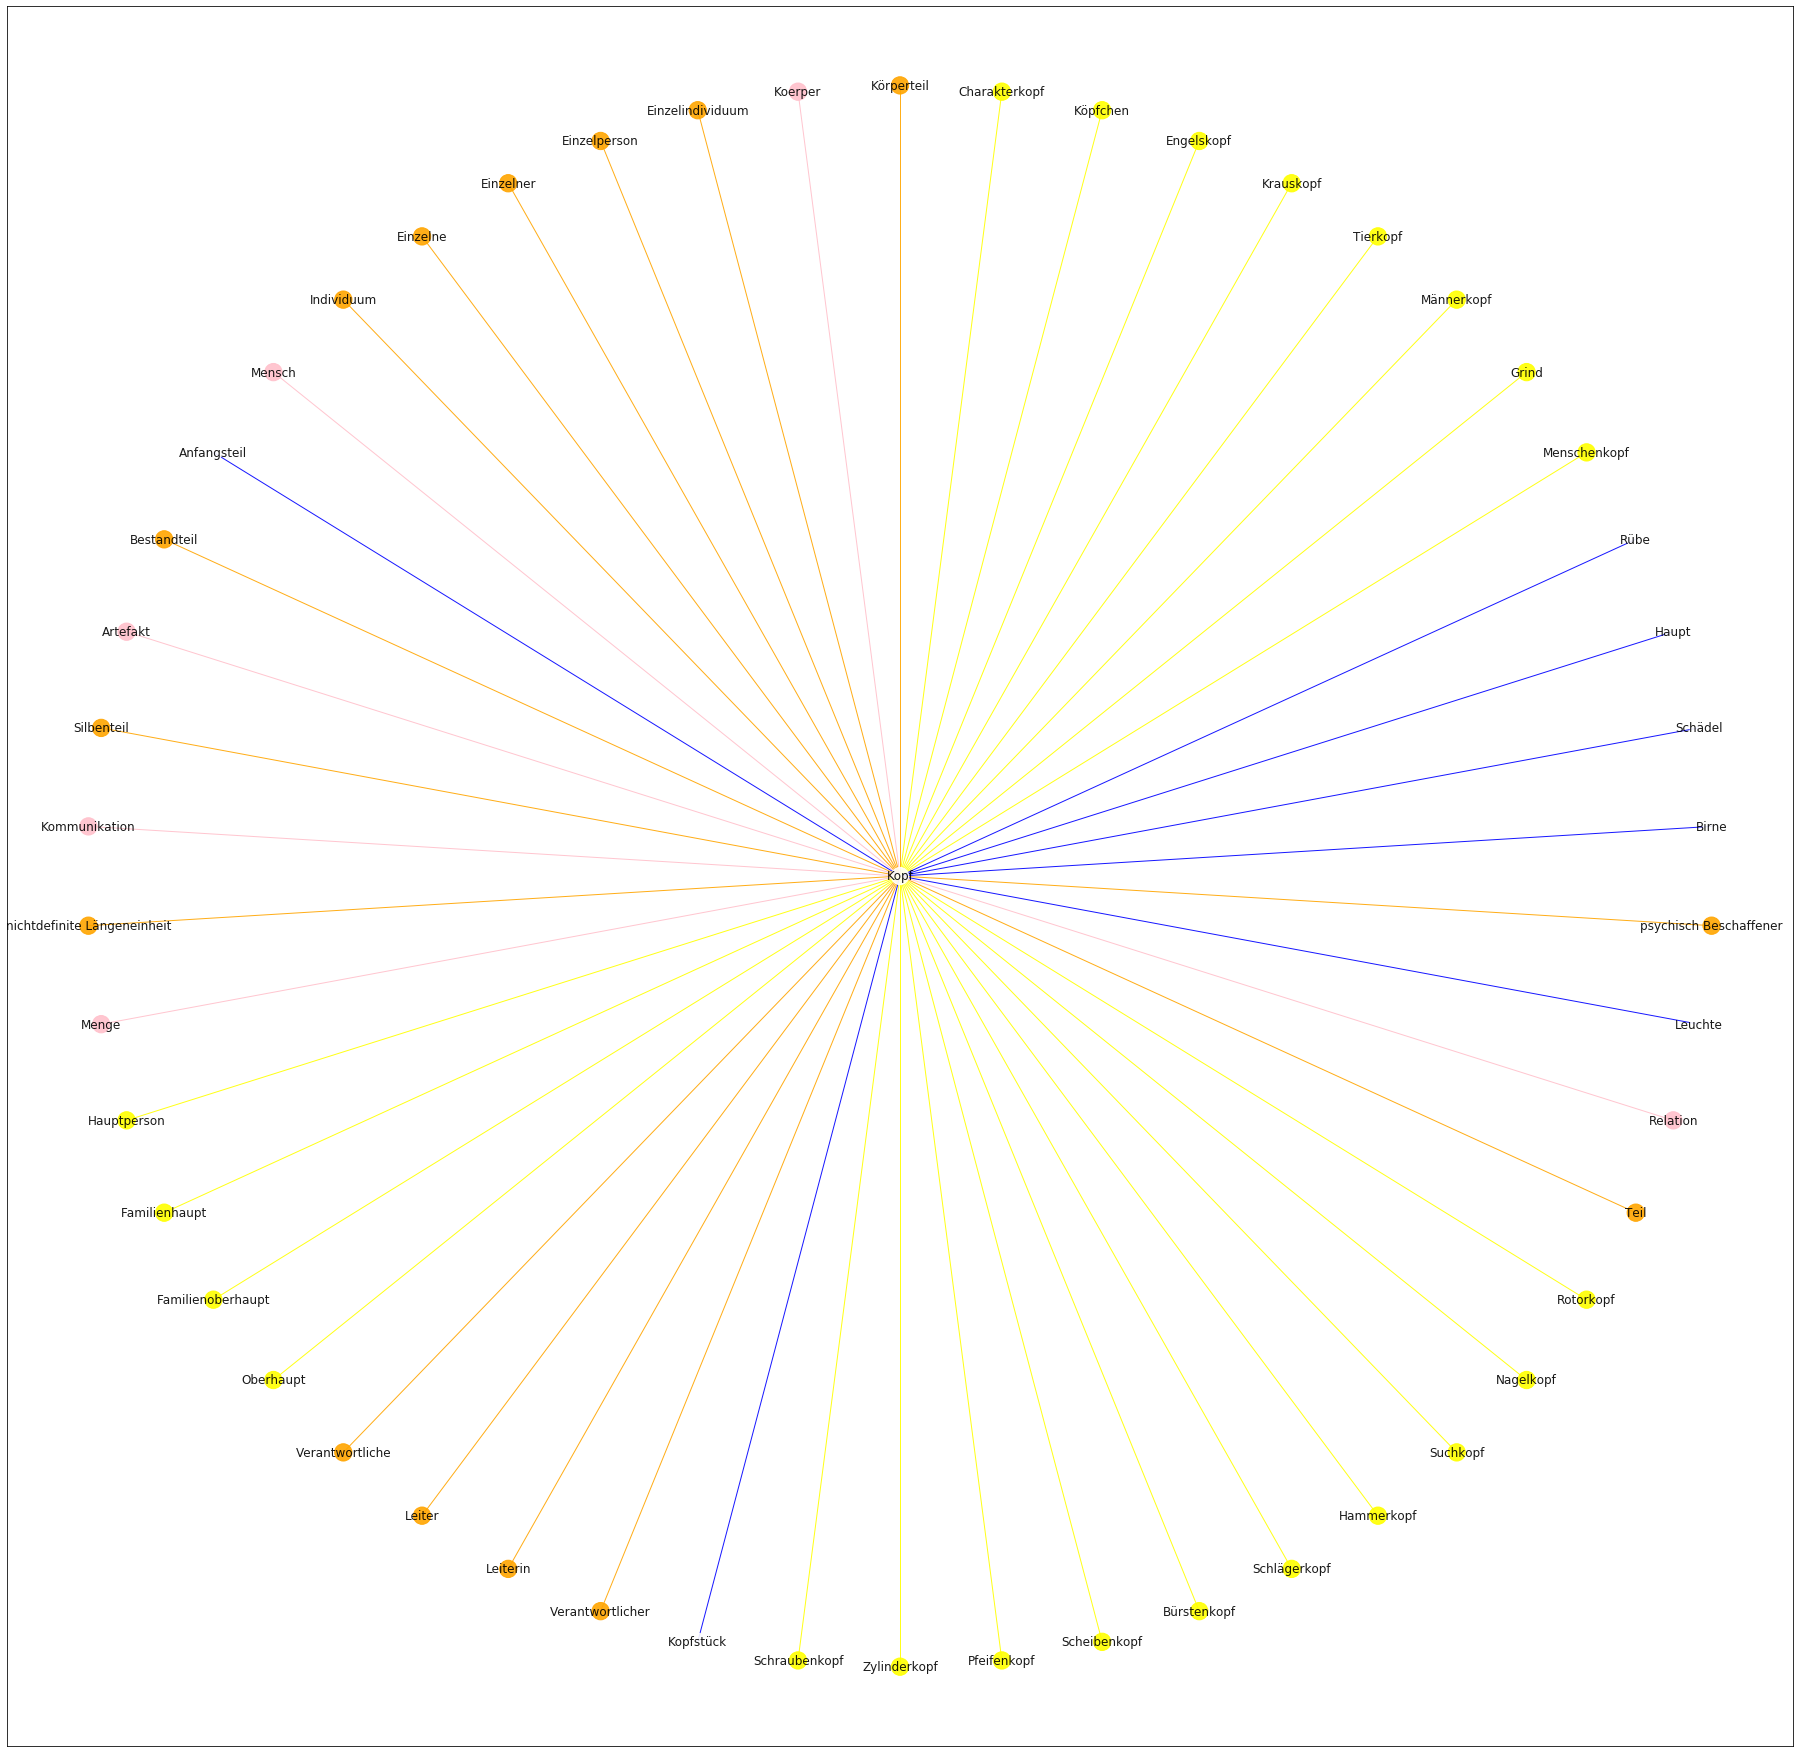 Körperteil
Koerper
Charakterkopf
Einzelindividuum
Köpfchen
Einzelperson
Engelskopf
Einzelner
Krauskopf
Einzelne
Tierkopf
Individuum
Männerkopf
Mensch
Grind
Anfangsteil
Menschenkopf
Bestandteil
Rübe
Artefakt
Haupt
Silbenteil
Schädel
Kommunikation
Birne
Kopf
nichtdefinite Längeneinheit
psychisch Beschaffener
Menge
Leuchte
Hauptperson
Relation
Familienhaupt
Teil
Familienoberhaupt
Rotorkopf
Oberhaupt
Nagelkopf
Verantwortliche
Suchkopf
Leiter
Hammerkopf
Leiterin
Schlägerkopf
Verantwortlicher
Bürstenkopf
Kopfstück
Scheibenkopf
Schraubenkopf
Pfeifenkopf
Zylinderkopf